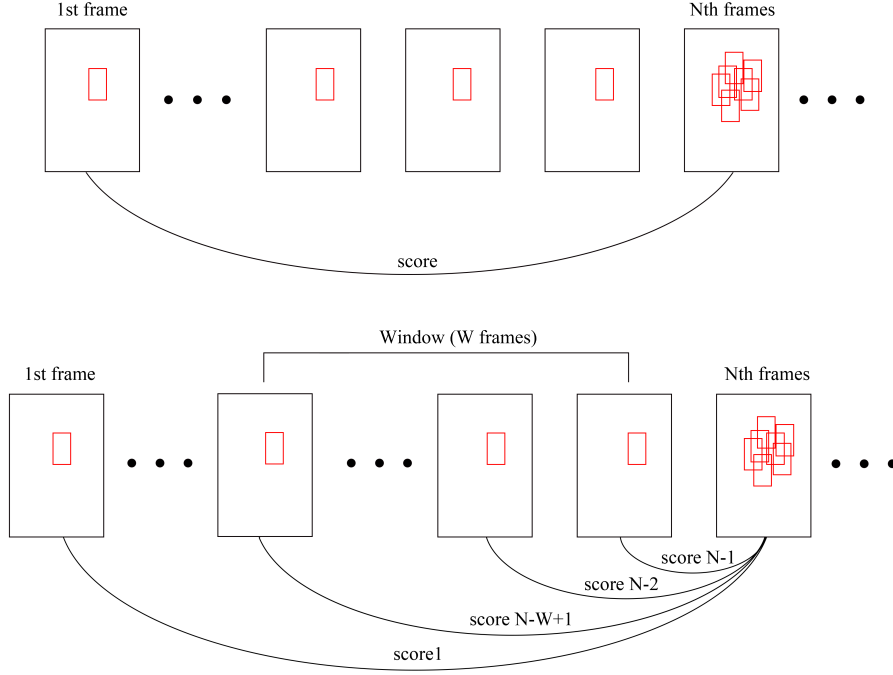 1st frame
Nth frames
score
Window (W frames)
1st frame
Nth frames
score N-1
score N-2
score N-W+1
score1